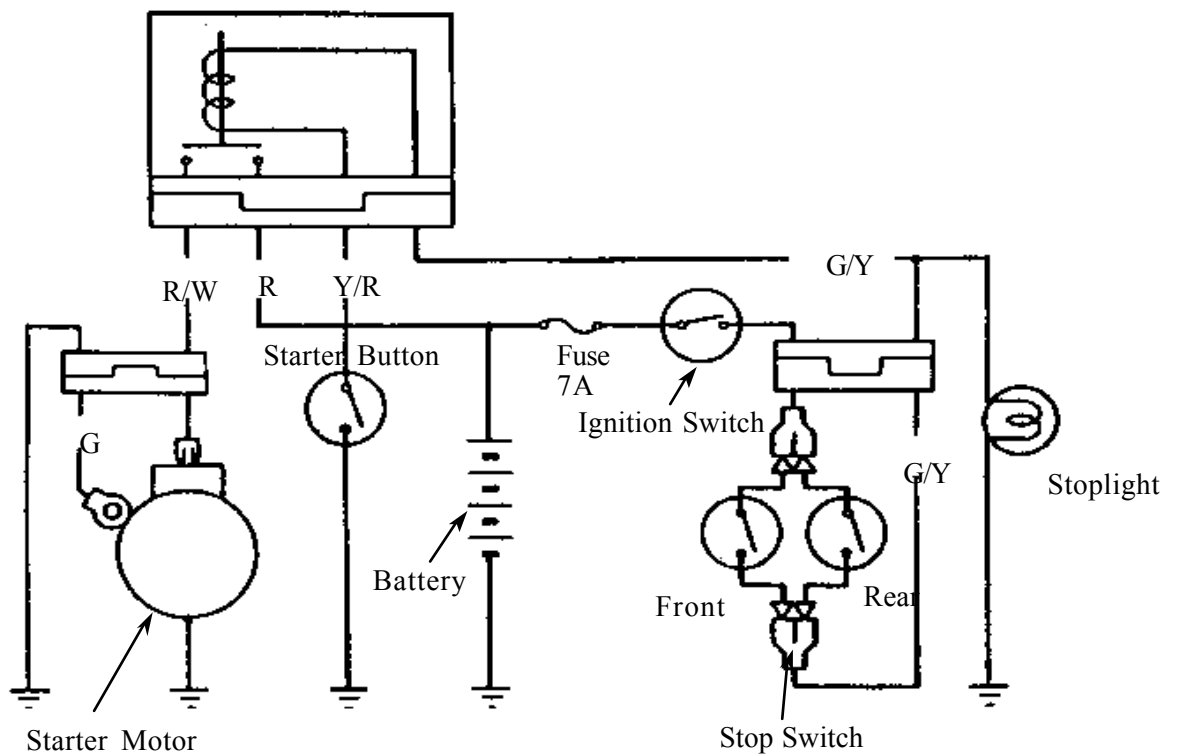 G/Y
R/W R Y/R
Starter Button
Fuse
7A
Ignition Switch
G
G/Y
Stoplight
Battery
Front
Rear
Starter Motor
Stop Switch